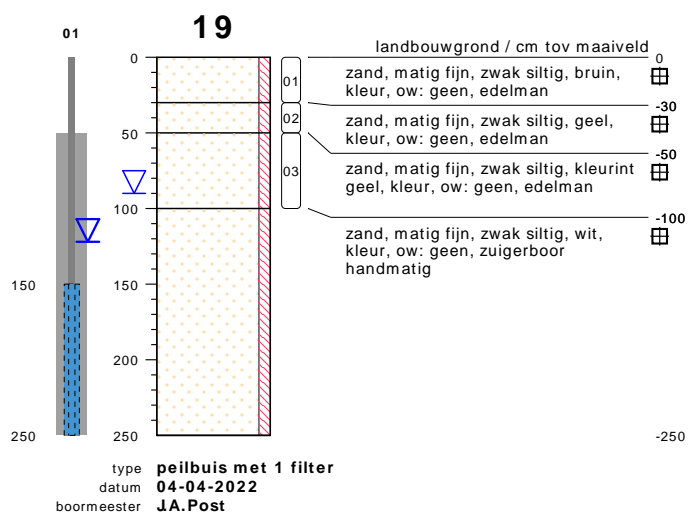 01
19
landbouwgrond / cm tov maaiveld
0
0
01
zand, matig fijn, zwak siltig, bruin,
kleur, ow: geen, edelman
-30
02
zand, matig fijn, zwak siltig, geel,
kleur, ow: geen, edelman
50
-50
03
zand, matig fijn, zwak siltig, kleurint
geel, kleur, ow: geen, edelman
100
-100
zand, matig fijn, zwak siltig, wit,
kleur, ow: geen, zuigerboor
handmatig
150
150
200
250
250
-250
type peilbuis met 1 filter
datum 04-04-2022
boormeester J.A.Post